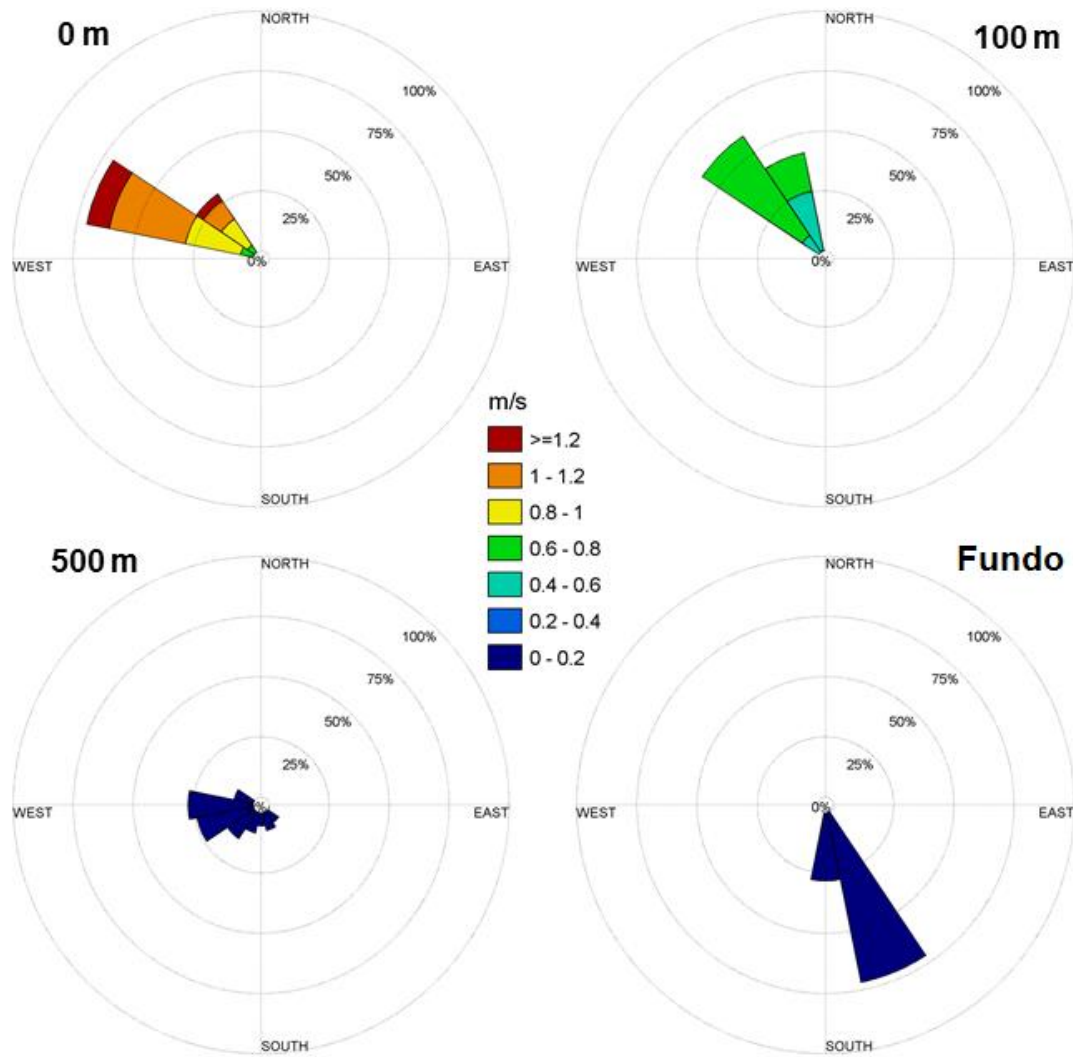 0 m
NORTH
100%
75%
50%
25%
0%
WEST
EAST
SOUTH
100 m
NORTH
100%
75%
50%
25%
0%
WEST
EAST
SOUTH
m/s
>=1.2
1 - 1.2
0.8 - 1
0.6 - 0.8
0.4 - 0.6
0.2 - 0.4
0 - 0.2
500 m
NORTH
100%
75%
50%
25%
%
WEST
EAST
SOUTH
Fundo
NORTH
100%
75%
50%
25%
0%
WEST
EAST
SOUTH